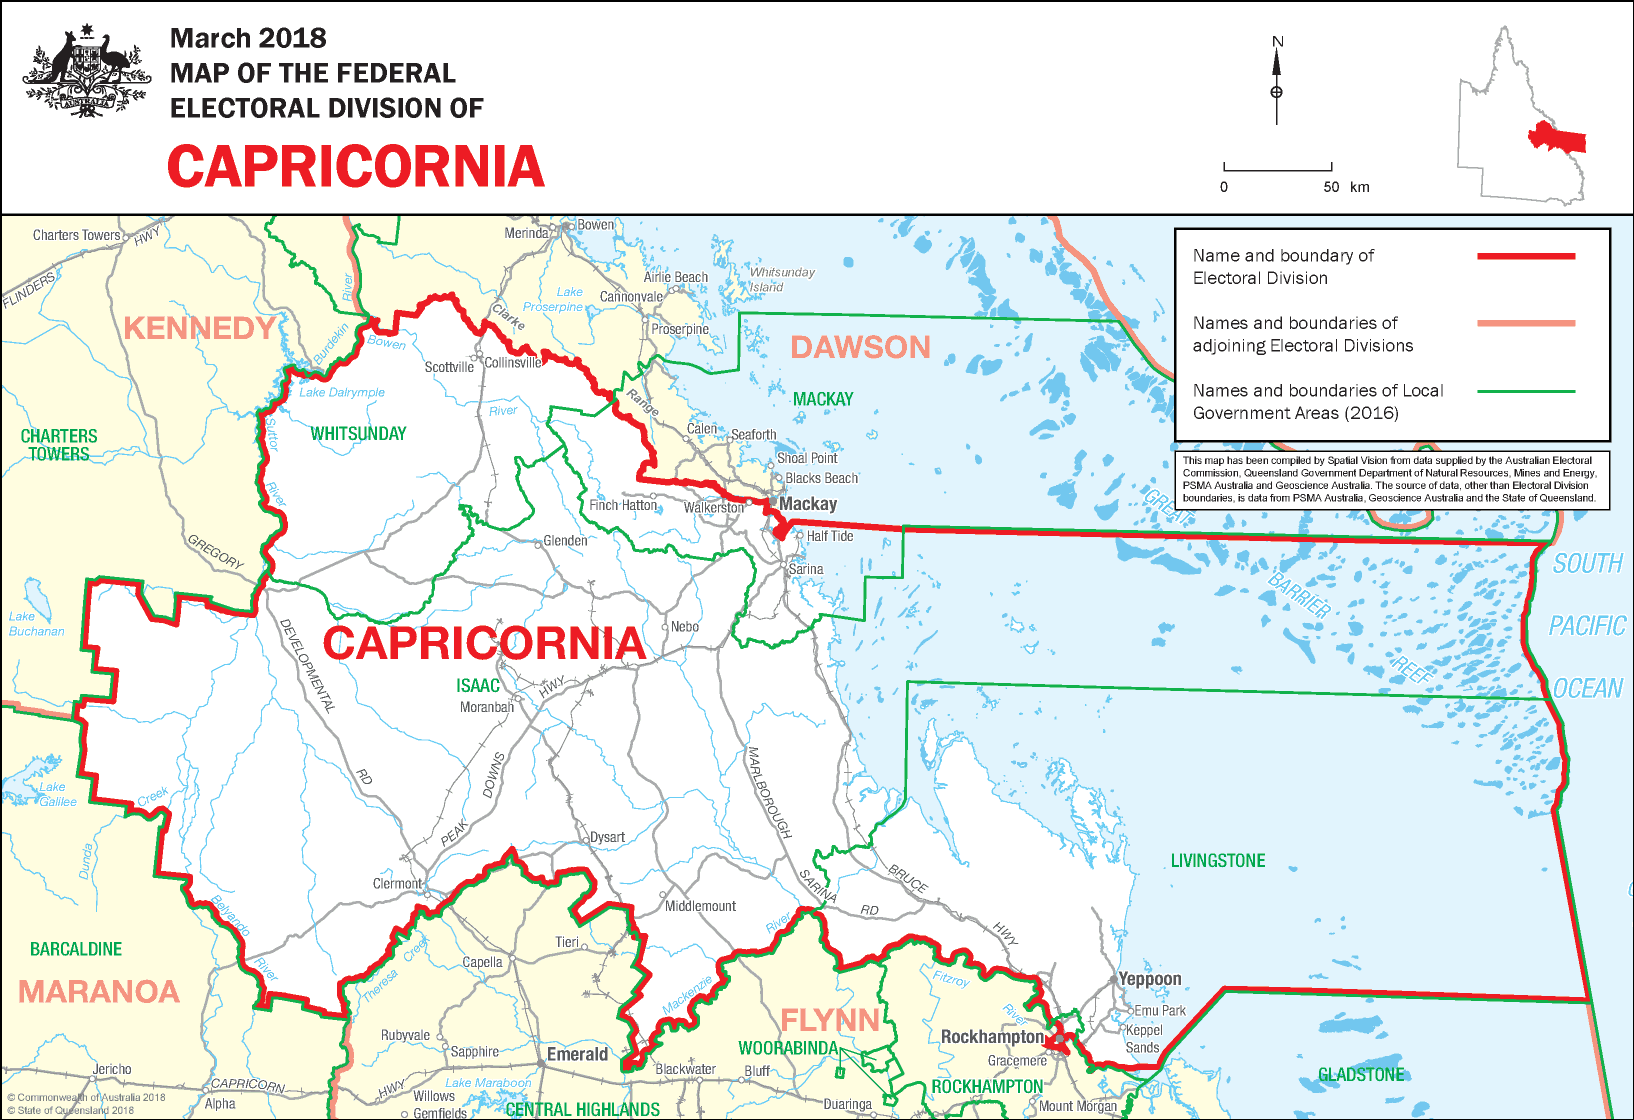 March 2018
MAP OF THE FEDERAL
ELECTORAL DIVISION OF
CAPRICORNIA
AUSTRALIA
N
0 50 km
Name and boundary of
Electoral Division
Names and boundaries of
adjoining Electoral Divisions
Names and boundaries of Local
Government Areas (2016)
This map has been compiled by Spatial Vision from data supplied by the Australian Electoral
Commission, Queensland Government Department of Natural Resources, Mines and Energy,
PSMA Australia and Geoscience Australia. The source of data, other than Electoral Division
boundaries, is data from PSMA Australia, Geoscience Australia and the State of Queensland.
Charters Towers
HWY
FLINDERS
Merinda
Bowen
River
Airlie Beach
Whitsunday
Island
Cannonvale
Lake
Proserpine
Clarke
Proserpine
KENNEDY
Burdekin
Bowen
DAWSON
Scottville
Collinsville
Lake Dalrymple
River
Range
MACKAY
WHITSUNDAY
CHARTERS
TOWERS
Suttor
River
Calen
Seaforth
Shoal Point
Blacks Beach
Finch Hatton
Walkerston
Mackay
Half Tide
GREAT
BARRIER
REEF
GREGORY
Glenden
Sarina
SOUTH
PACIFIC
OCEAN
Lake
Buchanan
DEVELOPMENTAL
RD
CAPRICORNIA
Nebo
ISAAC
HWY
Moranbah
DOWNS
PEAK
MARLBOROUGH
SARINA
RD
Lake
Galilee
Creek
Dunda
Dysart
Clermont
Middlemount
BRUCE
HWY
LIVINGSTONE
Belyando
River
River
BARCALDINE
MARANOA
Theresa Creek
Tieri
Capella
Mackenzie
FLYNN
Fitzroy
River
Yeppoon
Emu Park
Keppel
Sands
Rockhampton
Gracemere
WOORABINDA
Rubyvale
Sapphire
Emerald
Blackwater
Bluff
ROCKHAMPTON
GLADSTONE
Jericho
CAPRICORN
HWY
Alpha
Lake Maraboon
Willows
Gemfields
CENTRAL HIGHLANDS
Duaringa
Mount Morgan
© Commonwealth of Australia 2018
© State of Queensland 2018